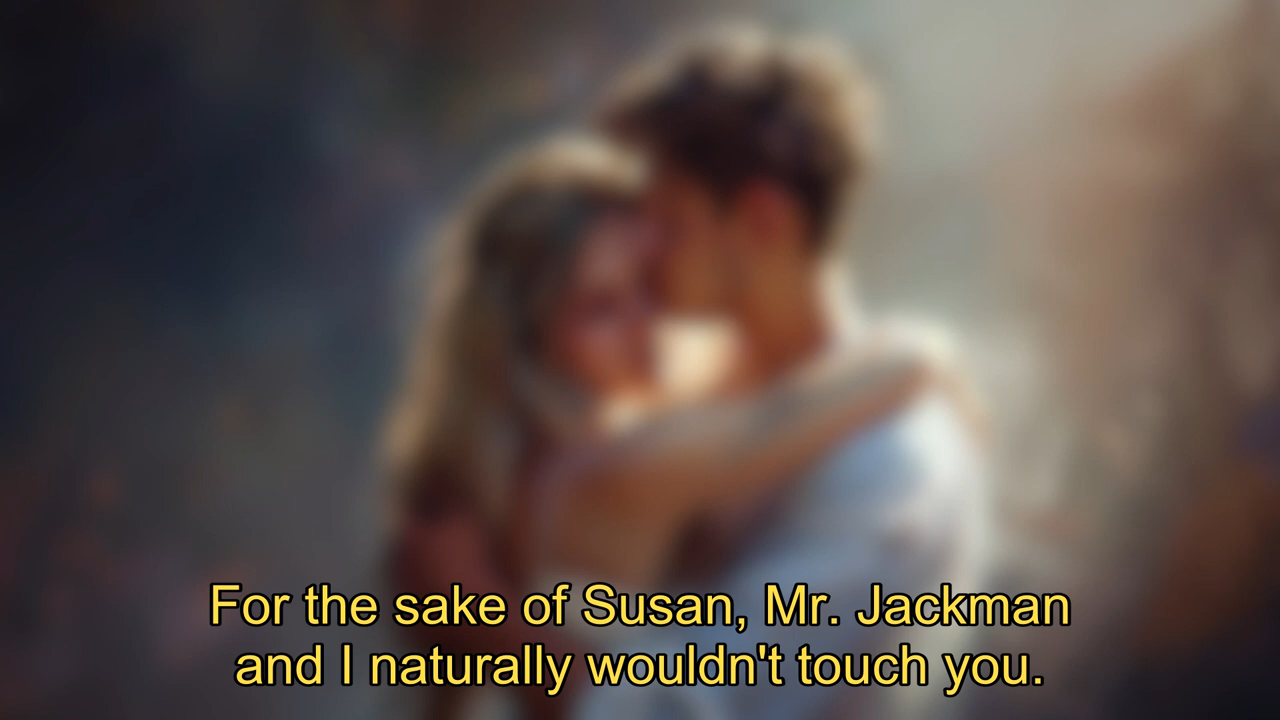 For the sake of Susan, Mr. Jackman
and I naturally wouldn't touch you.